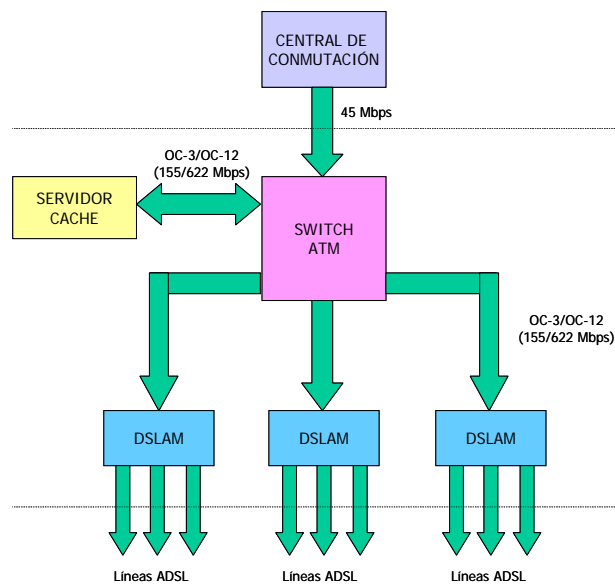 CENTRAL DE
CONMUTACIÓN
45 Mbps
OC-3/OC-12
(155/622 Mbps)
SERVIDOR
CACHE
SWITCH
ATM
OC-3/OC-12
(155/622 Mbps)
DSLAM
DSLAM
DSLAM
Líneas ADSL
Líneas ADSL
Líneas ADSL